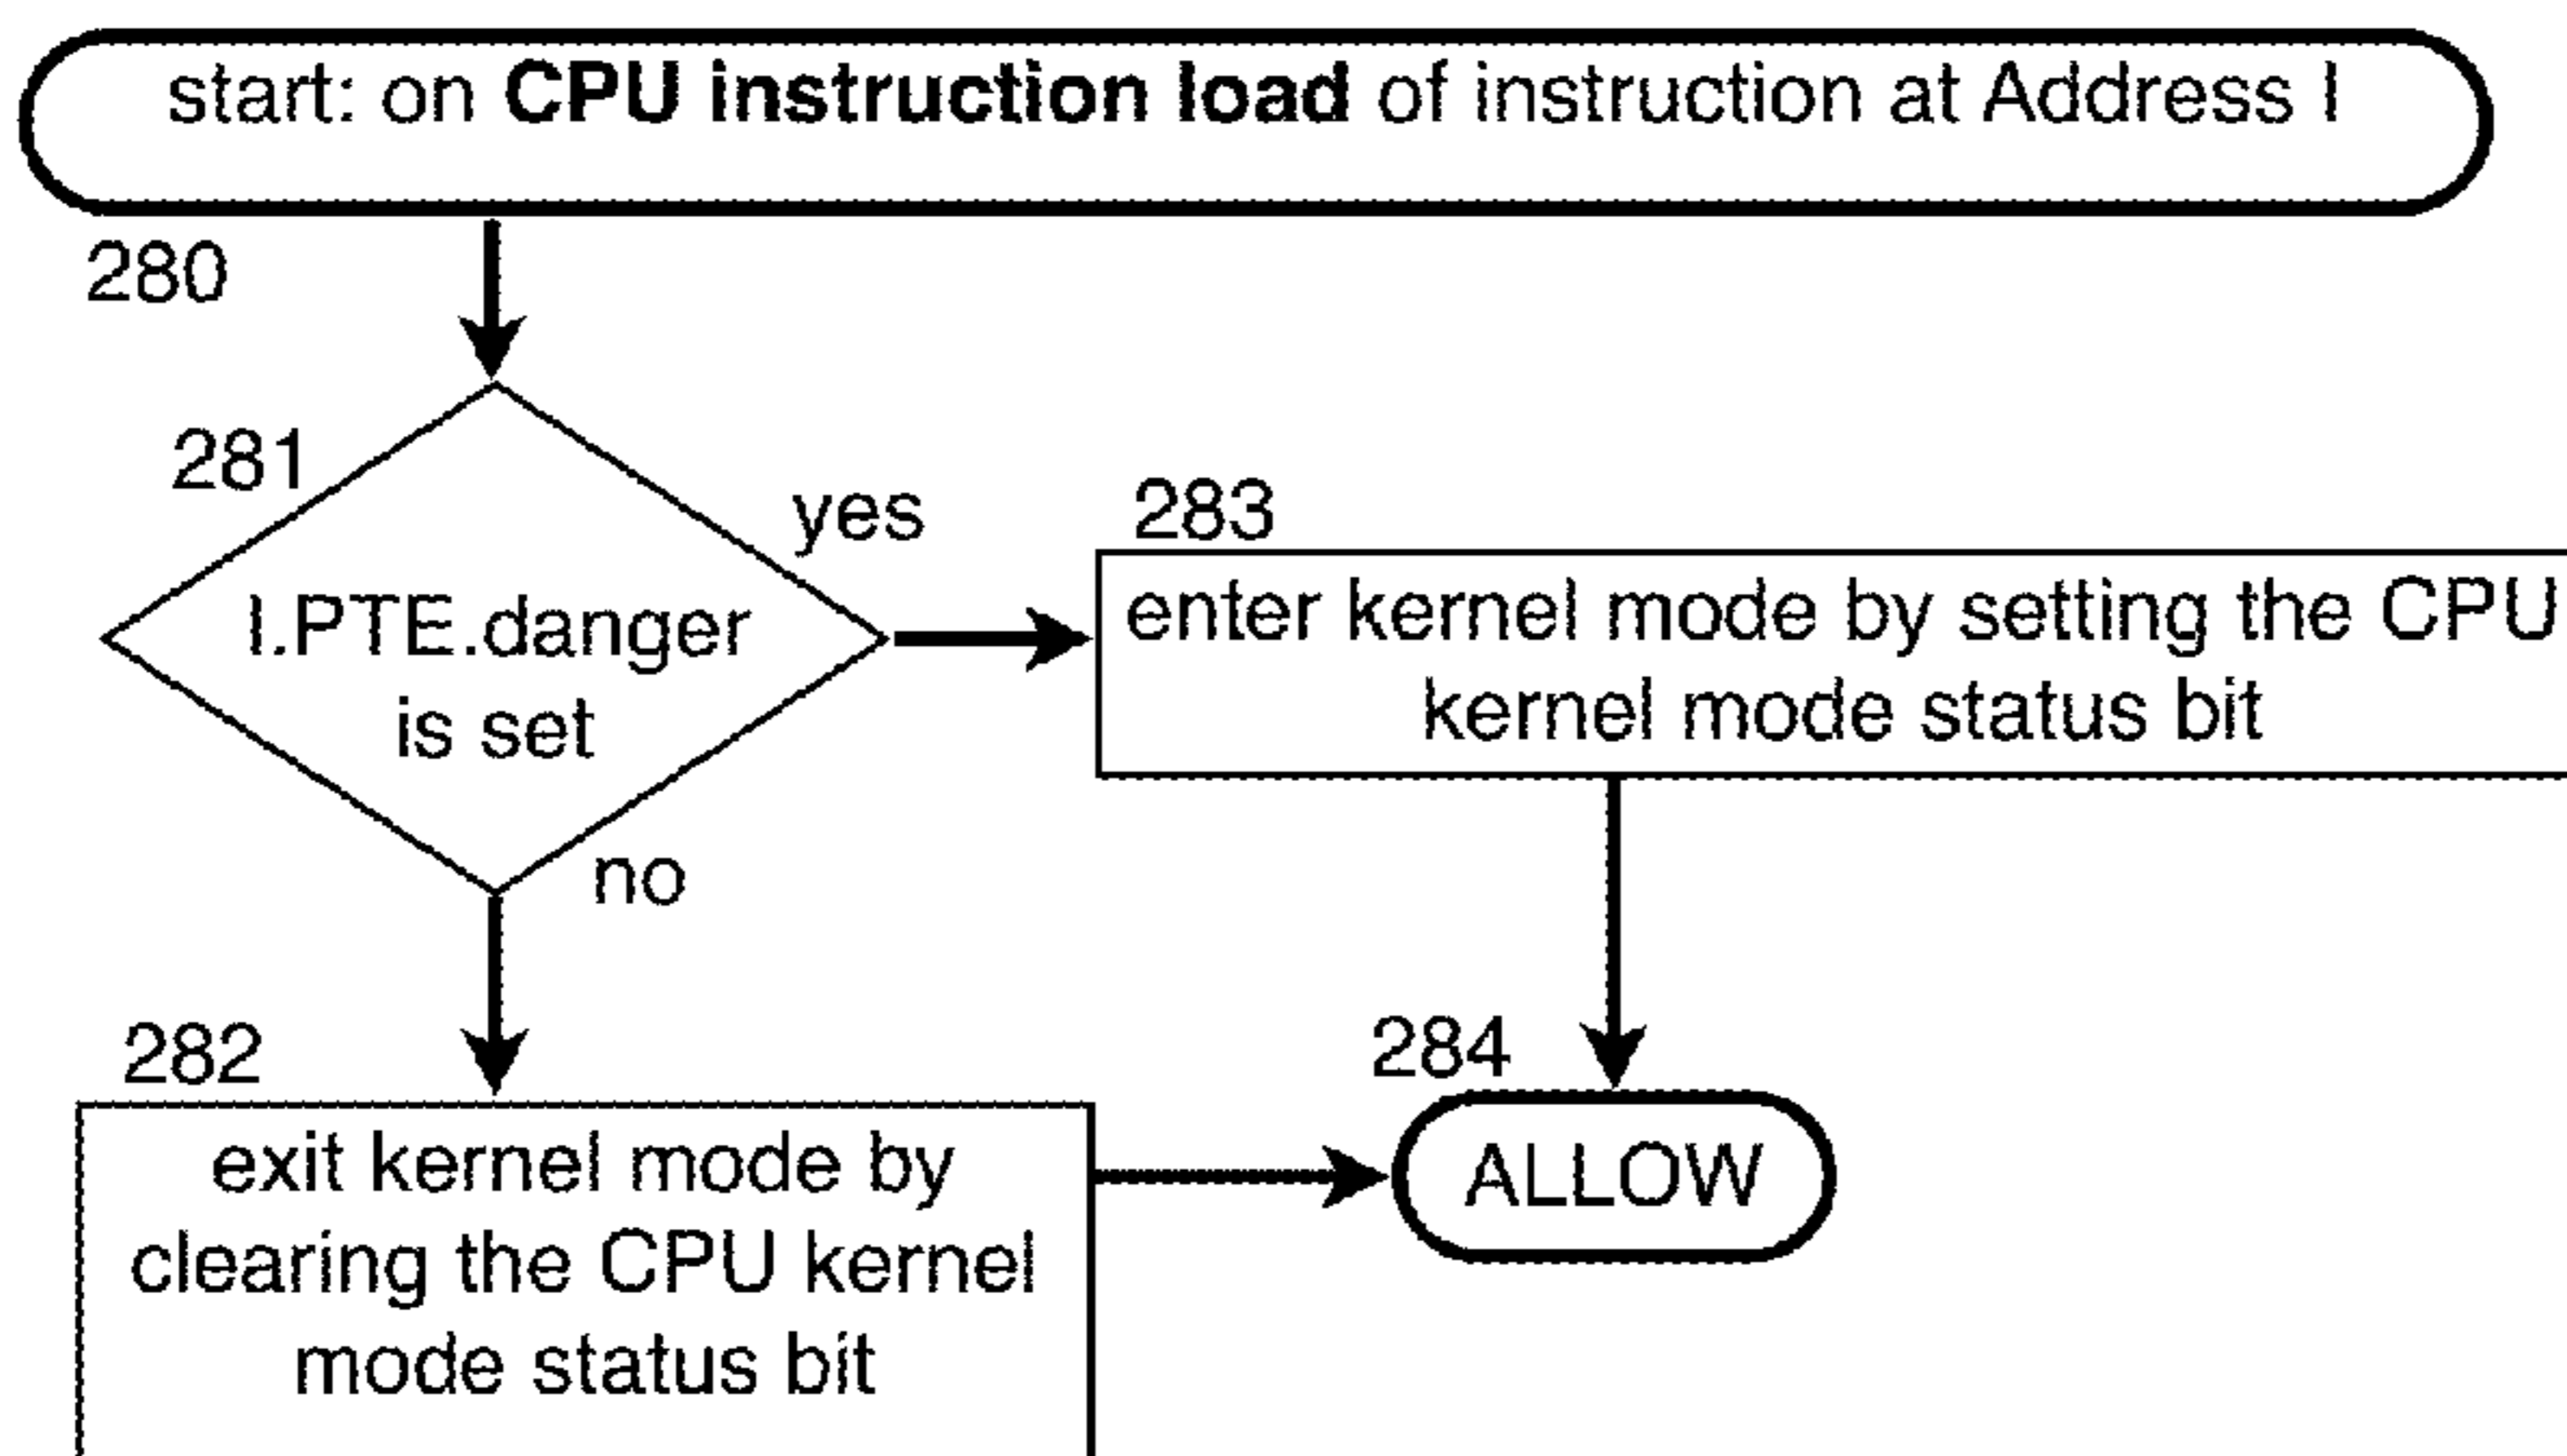 start: on CPU instruction load of instruction at Address I
280
281
yes
I.PTE.danger
is set
283
enter kernel mode by setting the CPU
kernel mode status bit
no
282
exit kernel mode by
clearing the CPU kernel
mode status bit
284
ALLOW